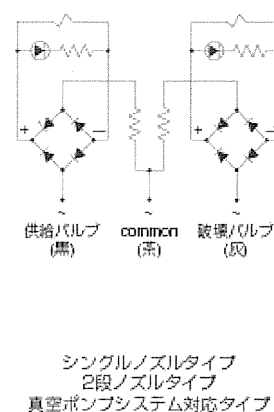 + − + −
~ ~ ~
供給バルブ common 破壊バルブ
(黒) (茶) (灰)
シングルノズルタイプ
2段ノズルタイプ
真空ポンプシステム対応タイプ